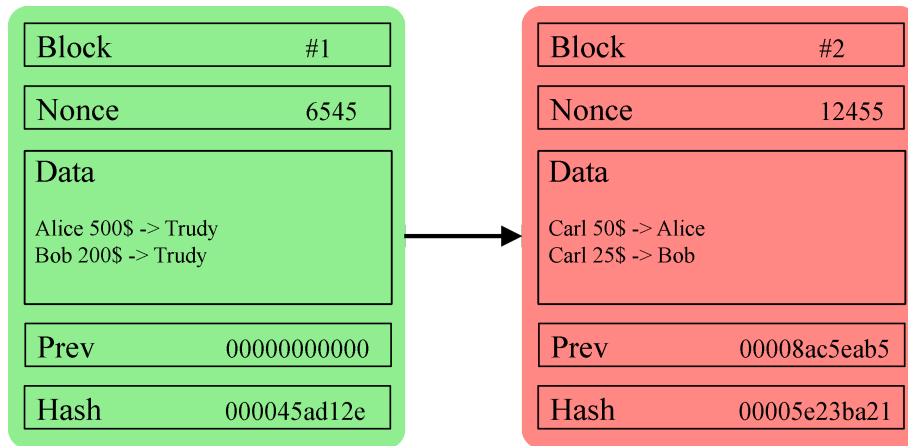 Block #1
Nonce 6545
Data
Alice 500$ -> Trudy
Bob 200$ -> Trudy
Prev 00000000000
Hash 000045ad12e
Block #2
Nonce 12455
Data
Carl 50$ -> Alice
Carl 25$ -> Bob
Prev 00008ac5eab5
Hash 00005e23ba21